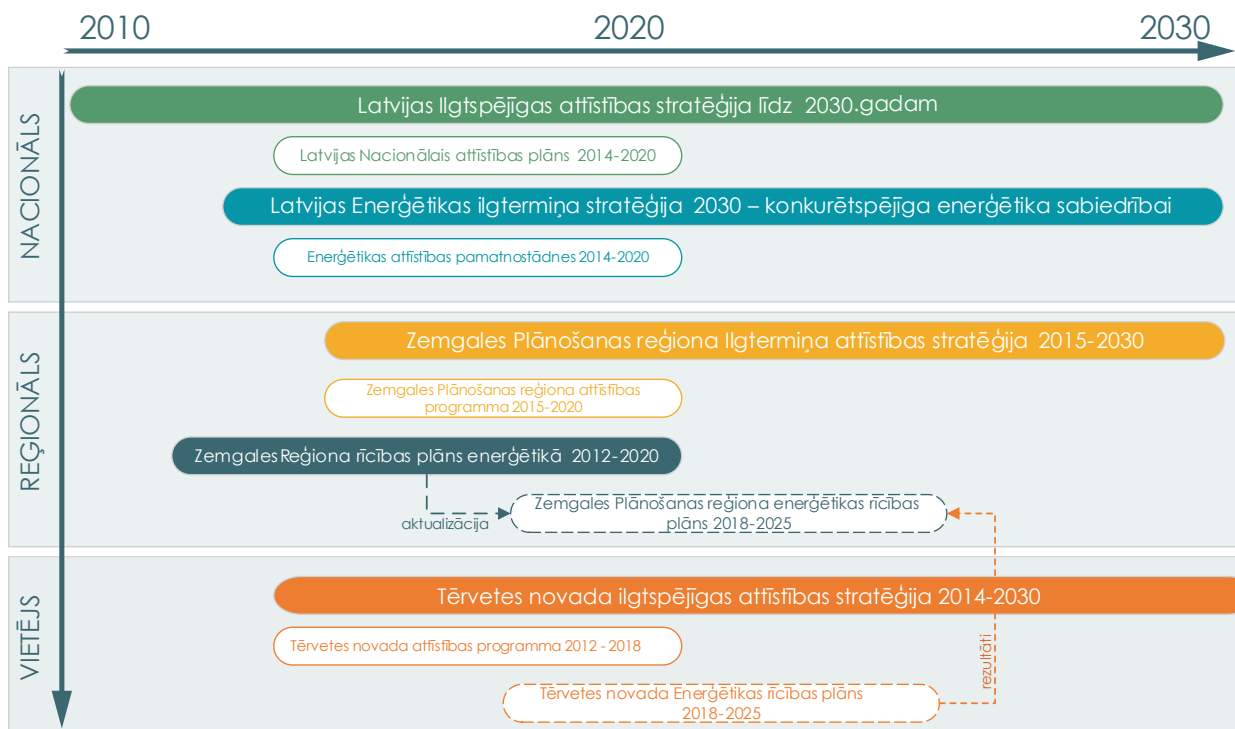 2010 2020 2030
NACIONĀLS
Latvijas Ilgtspējīgas attīstības stratēģija līdz 2030.gadam
Latvijas Nacionālais attīstības plāns 2014-2020
Latvijas Enerģētikas ilgtermiņa stratēģija 2030 – konkurētspējīga enerģētika sabiedrībai
Enerģētikas attīstības pamatnostādnes 2014-2020
REĢIONĀLS
Zemgales Plānošanas reģiona Ilgtermiņa attīstības stratēģija 2015-2030
Zemgales Plānošanas reģiona attīstības
programma 2015-2020
Zemgales Reģiona rīcības plāns enerģētikā 2012-2020
aktualizācija
Zemgales Plānošanas reģiona enerģētikas rīcības
plāns 2018-2025
VIETĒJS
Tērvetes novada ilgtspējīgas attīstības stratēģija 2014-2030
Tērvetes novada attīstības programma 2012 - 2018
rezultāti
Tērvetes novada Enerģētikas rīcības plāns
2018-2025